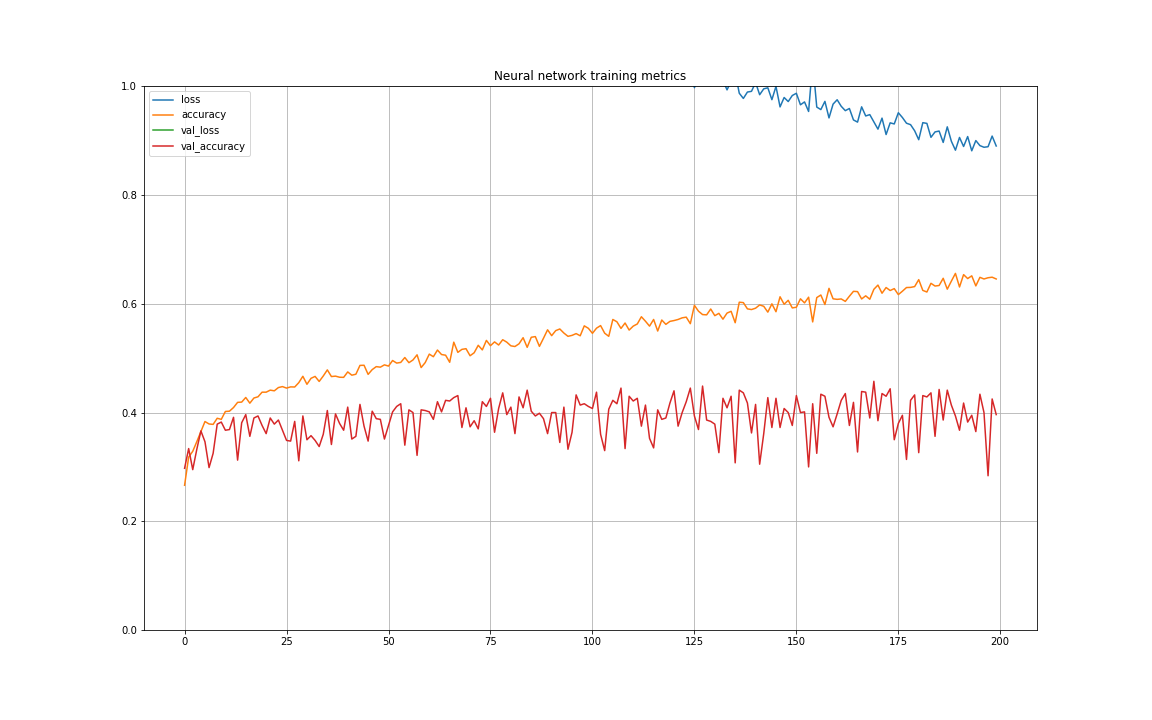 Neural network training metrics
1.0
loss
accuracy
val_loss
val_accuracy
0.8
0.6
0.4
0.2
0.0
0 25 50 75 100 125 150 175 200